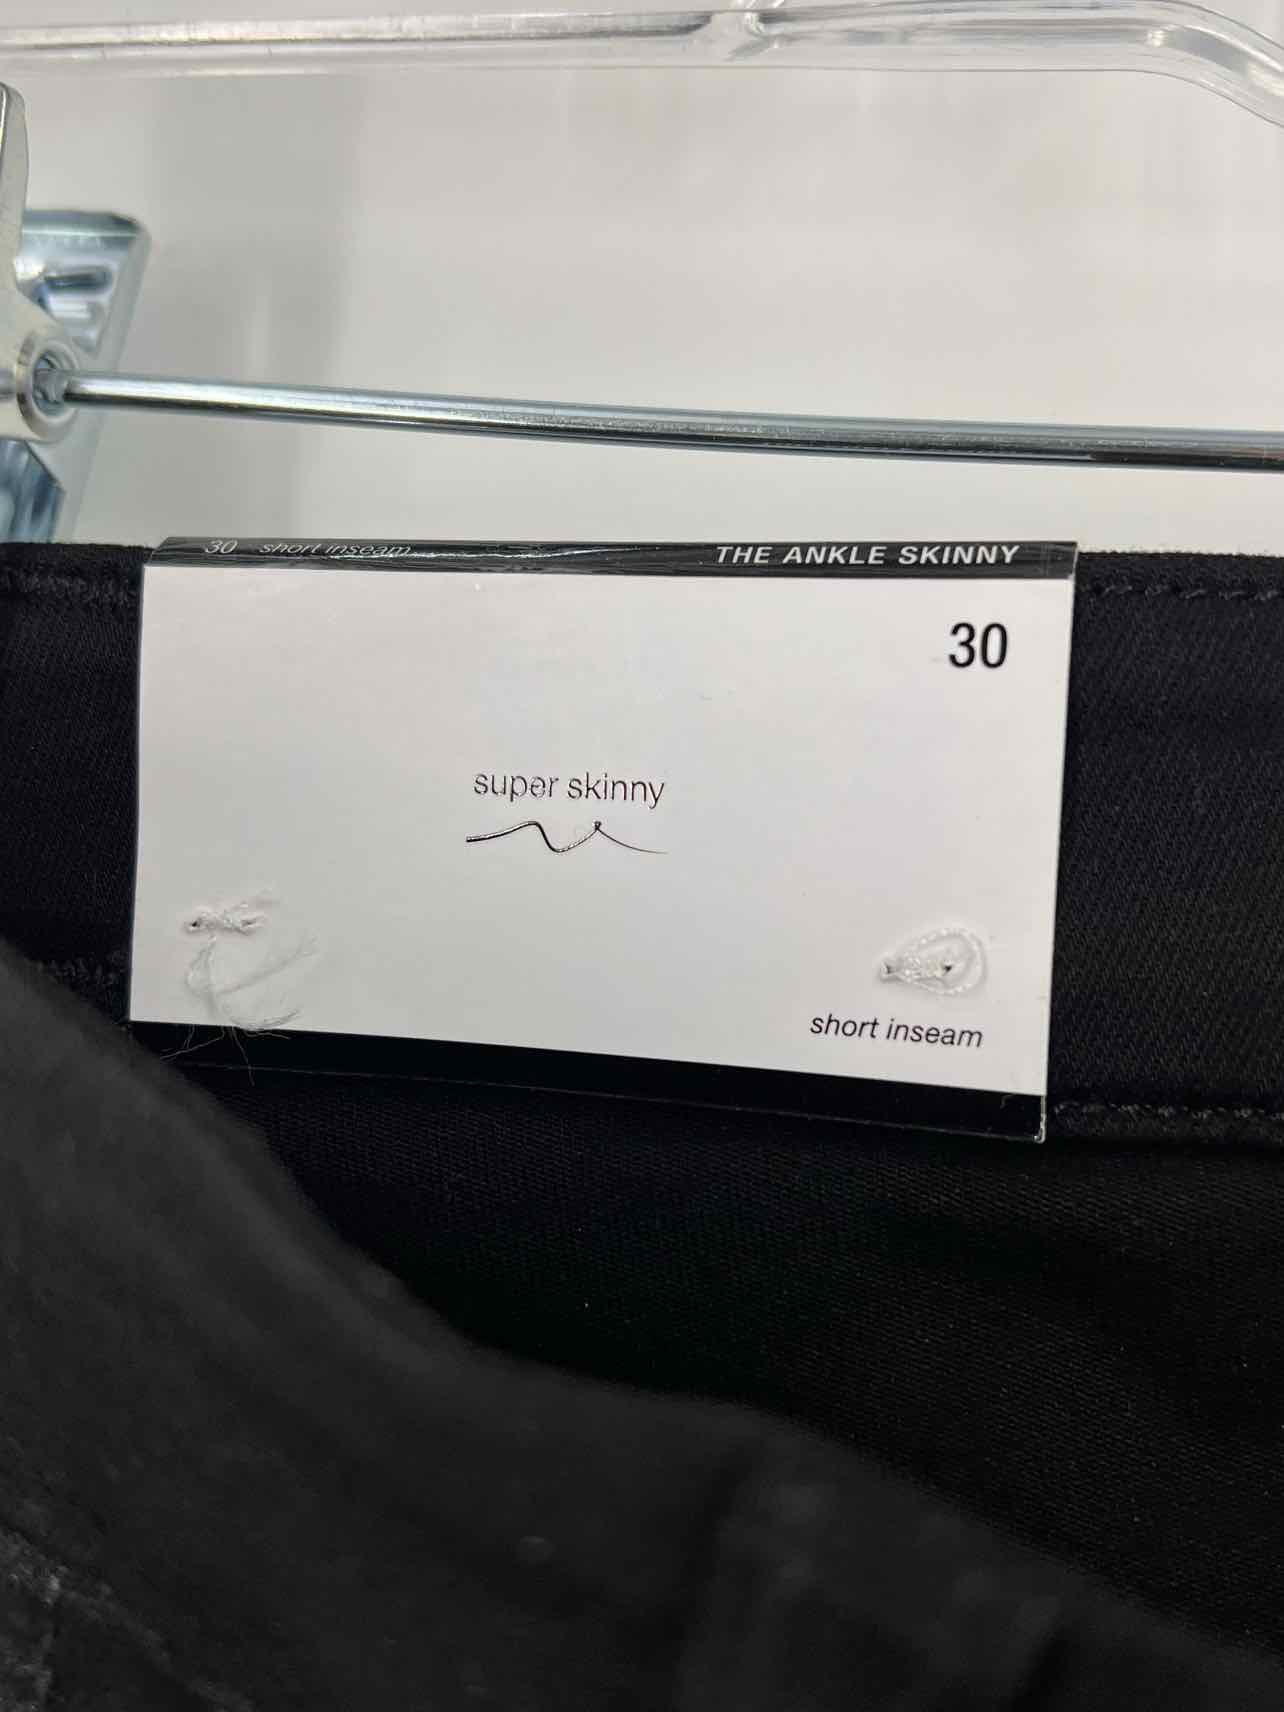 30 short inseam THE ANKLE SKINNY
30
super skinny
short inseam